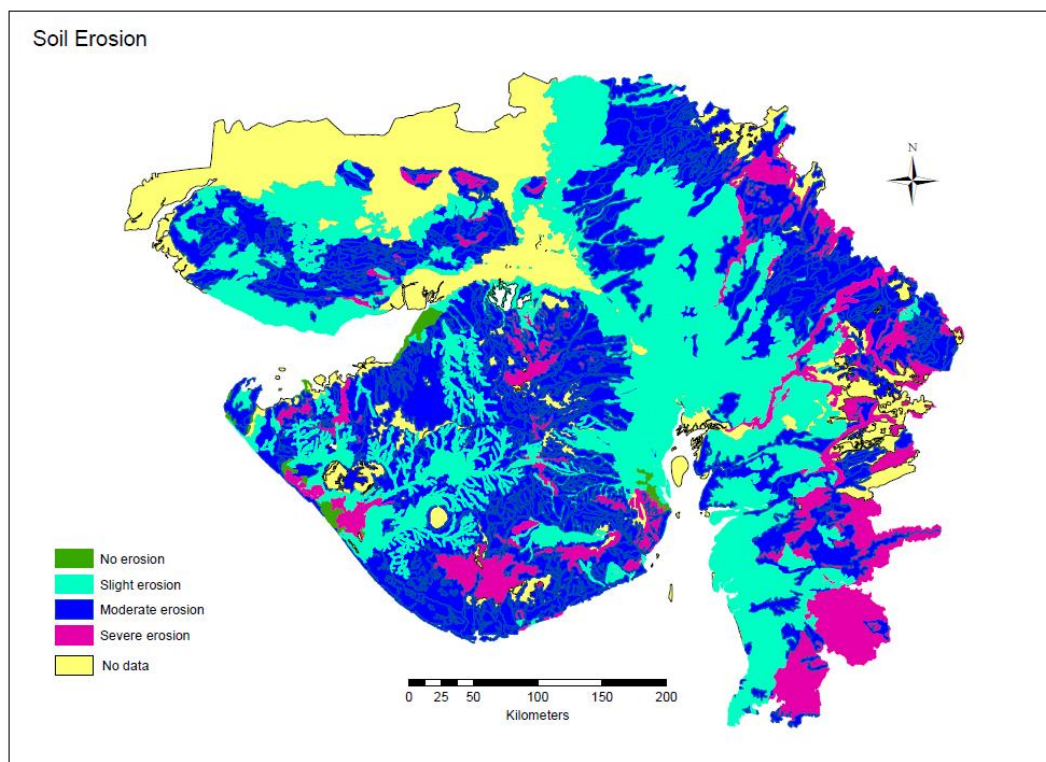 Soil Erosion
N
No erosion
Slight erosion
Moderate erosion
Severe erosion
No data
0 25 50 100 150 200
Kilometers